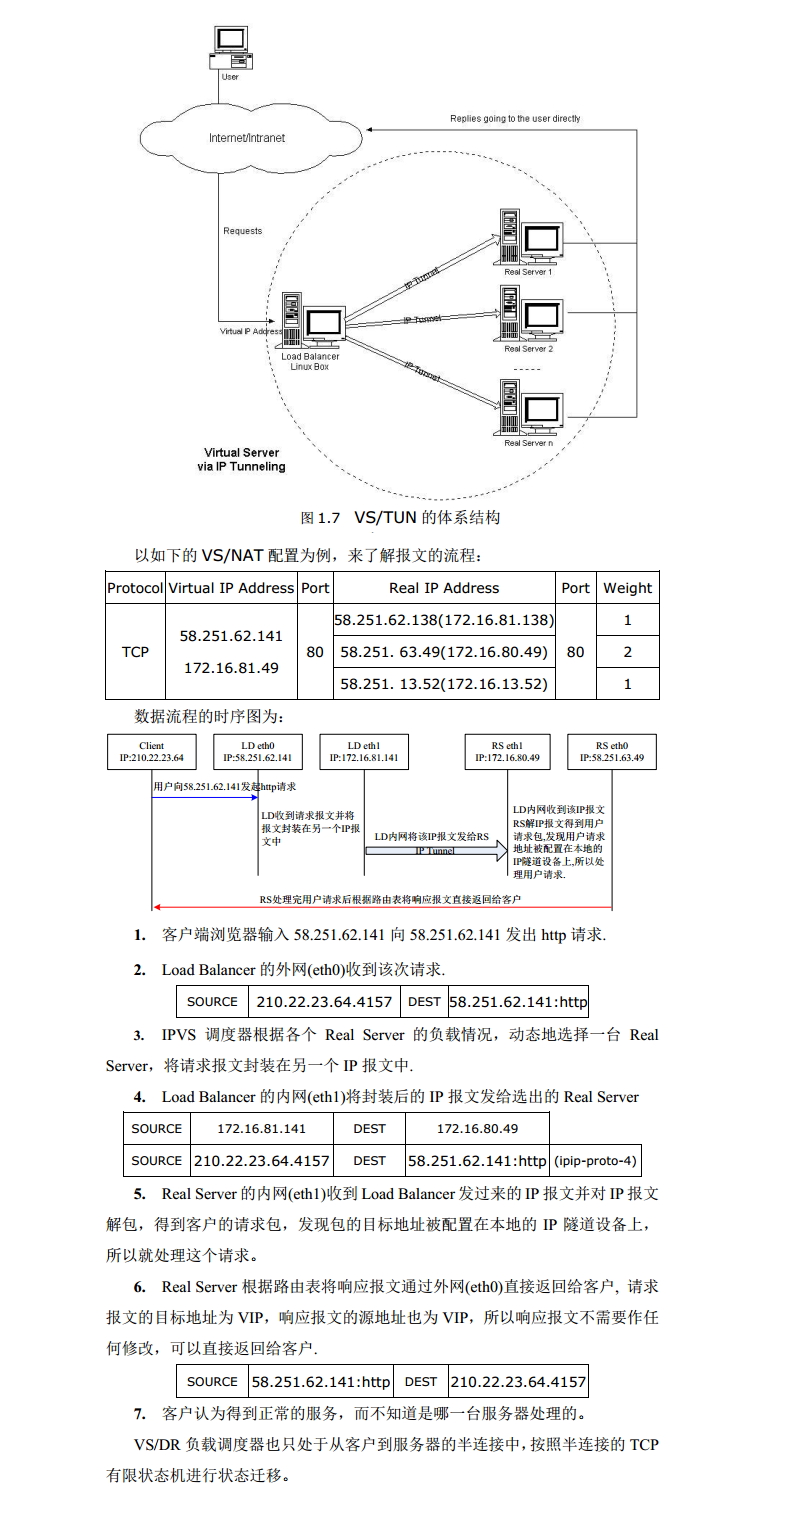 User
Internet/Intranet
Replies going to the user directly
Requests
IP Tunnel
Real Server 1
IP Tunnel
Virtual IP Address
Real Server 2
Load Balancer
Linux Box
IP Tunnel
-----
Real Server n
Virtual Server
via IP Tunneling
图 1.7 VS/TUN 的体系结构
以如下的 VS/NAT 配置为例，来了解报文的流程：
Protocol Virtual IP Address Port Real IP Address Port Weight
58.251.62.138(172.16.81.138) 1
TCP 58.251.62.141 172.16.81.49 80 58.251. 63.49(172.16.80.49) 80 2
58.251. 13.52(172.16.13.52) 1
数据流程的时序图为：
Client
IP:210.22.23.64
LD eth0
IP:58.251.62.141
LD eth1
IP:172.16.81.141
RS eth1
IP:172.16.80.49
RS eth0
IP:58.251.63.49
用户向58.251.62.141发起http请求
LD收到请求报文并将
报文封装在另一个IP报
文中
LD内网将该IP报文发给RS
IP Tunnel
LD内网收到该IP报文
RS解IP报文得到用户
请求包,发现用户请求
地址被配置在本地的
IP隧道设备上,所以处
理用户请求.
RS处理完用户请求后根据路由表将响应报文直接返回给客户
1. 客户端浏览器输入 58.251.62.141 向 58.251.62.141 发出 http 请求.
2. Load Balancer 的外网(eth0)收到该次请求.
SOURCE 210.22.23.64.4157 DEST 58.251.62.141:http
3. IPVS 调度器根据各个 Real Server 的负载情况，动态地选择一台 Real
Server，将请求报文封装在另一个 IP 报文中.
4. Load Balancer 的内网(eth1)将封装后的 IP 报文发给选出的 Real Server
SOURCE 172.16.81.141 DEST 172.16.80.49
SOURCE 210.22.23.64.4157 DEST 58.251.62.141:http (ipip-proto-4)
5. Real Server 的内网(eth1)收到 Load Balancer 发过来的 IP 报文并对 IP 报文
解包，得到客户的请求包，发现包的目标地址被配置在本地的 IP 隧道设备上，
所以就处理这个请求。
6. Real Server 根据路由表将响应报文通过外网(eth0)直接返回给客户, 请求
报文的目标地址为 VIP，响应报文的源地址也为 VIP，所以响应报文不需要作任
何修改，可以直接返回给客户.
SOURCE 58.251.62.141:http DEST 210.22.23.64.4157
7. 客户认为得到正常的服务，而不知道是哪一台服务器处理的。
VS/DR 负载调度器也只处于从客户到服务器的半连接中，按照半连接的 TCP
有限状态机进行状态迁移。